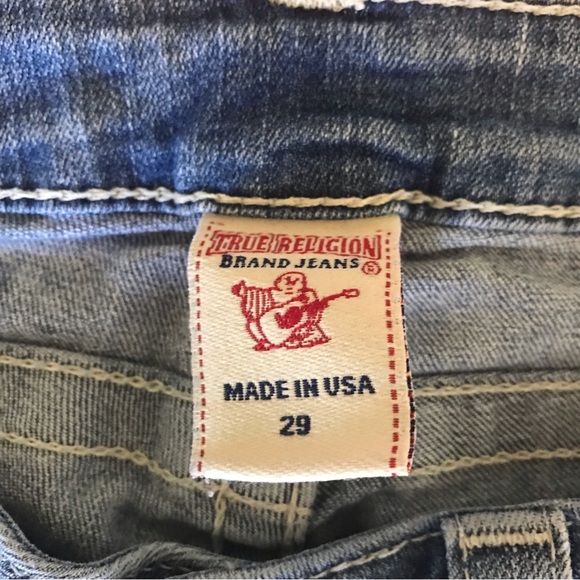 TRUE RELIGION
BRAND JEANS ®
MADE IN USA
29